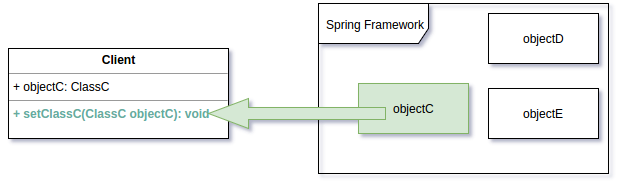 Client
+ objectC: ClassC
+ setClassC(ClassC objectC): void
Spring Framework
objectD
objectC
objectE